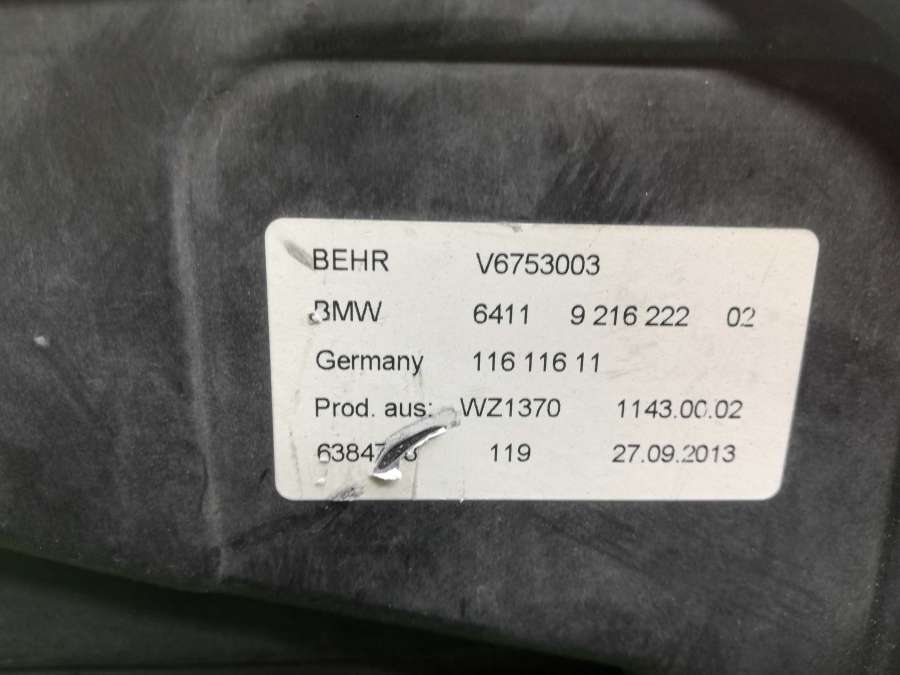 BEHR V6753003
BMW 6411 9 216 222 02
Germany 116 116 11
Prod. aus: WZ1370 1143.00.02
119 27.09.2013